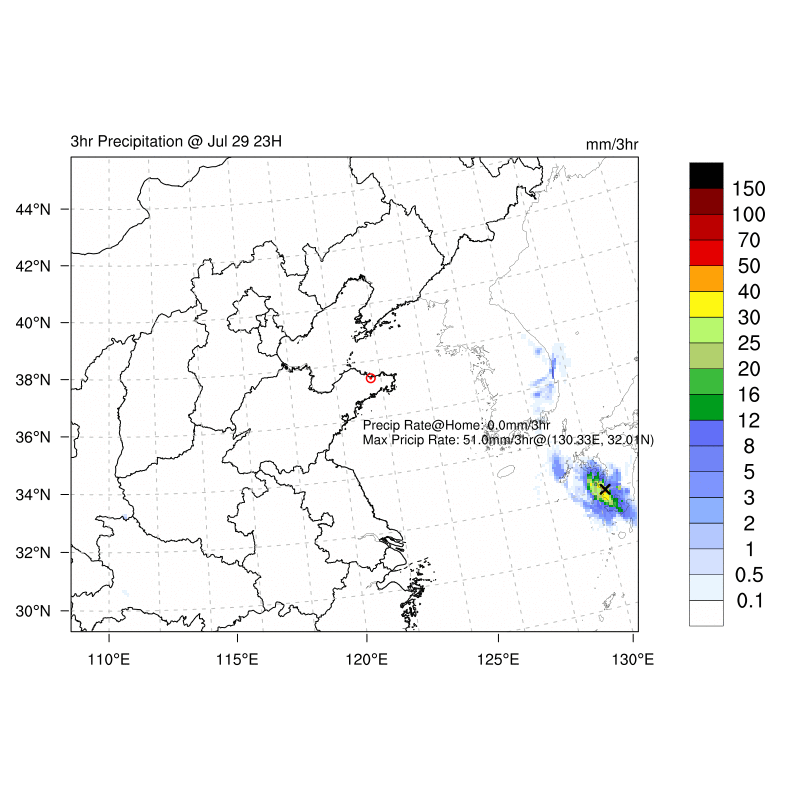 3hr Precipitation @ Jul 29 23H
mm/3hr
44°N
42°N
40°N
38°N
36°N
34°N
32°N
30°N
110°E
115°E
120°E
125°E
130°E
Precip Rate@Home: 0.0mm/3hr
Max Pricip Rate: 51.0mm/3hr@(130.33E, 32.01N)
150
100
70
50
40
30
25
20
16
12
8
5
3
2
1
0.5
0.1